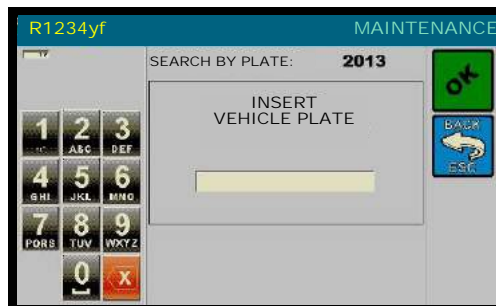 R1234yf MAINTENANCE
SEARCH BY PLATE: 2013
INSERT
VEHICLE PLATE
OK
BACK
ESC
1 2 3
ABC DEF
4 5 6
GHI JKL MNO
7 8 9
PQRS TUV WXYZ
0 X